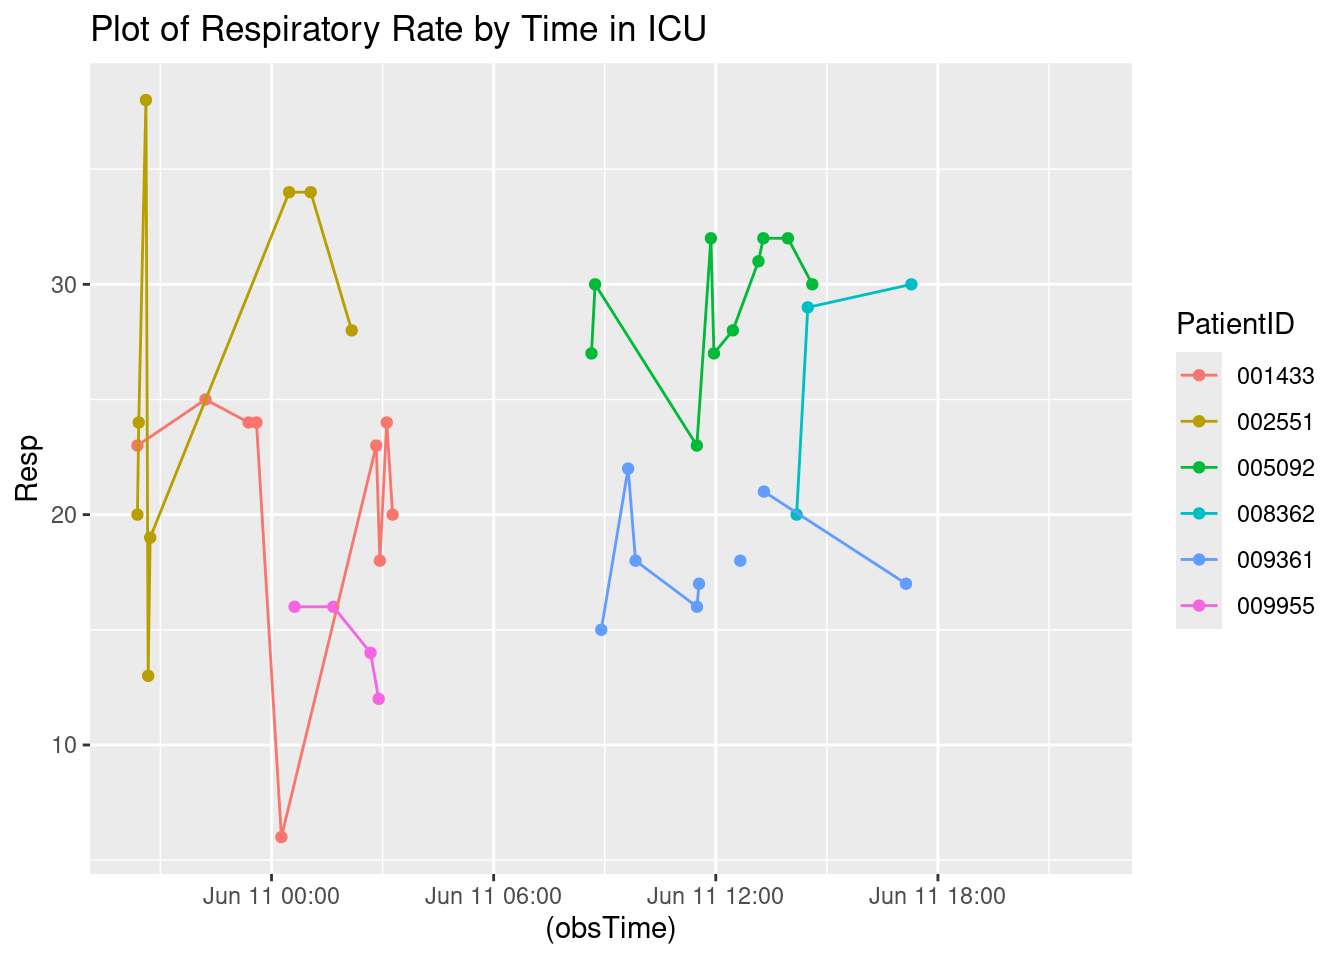 Plot of Respiratory Rate by Time in ICU
Resp
30
20
10
Jun 11 00:00
Jun 11 06:00
Jun 11 12:00
Jun 11 18:00
(obsTime)
PatientID
001433
002551
005092
008362
009361
009955